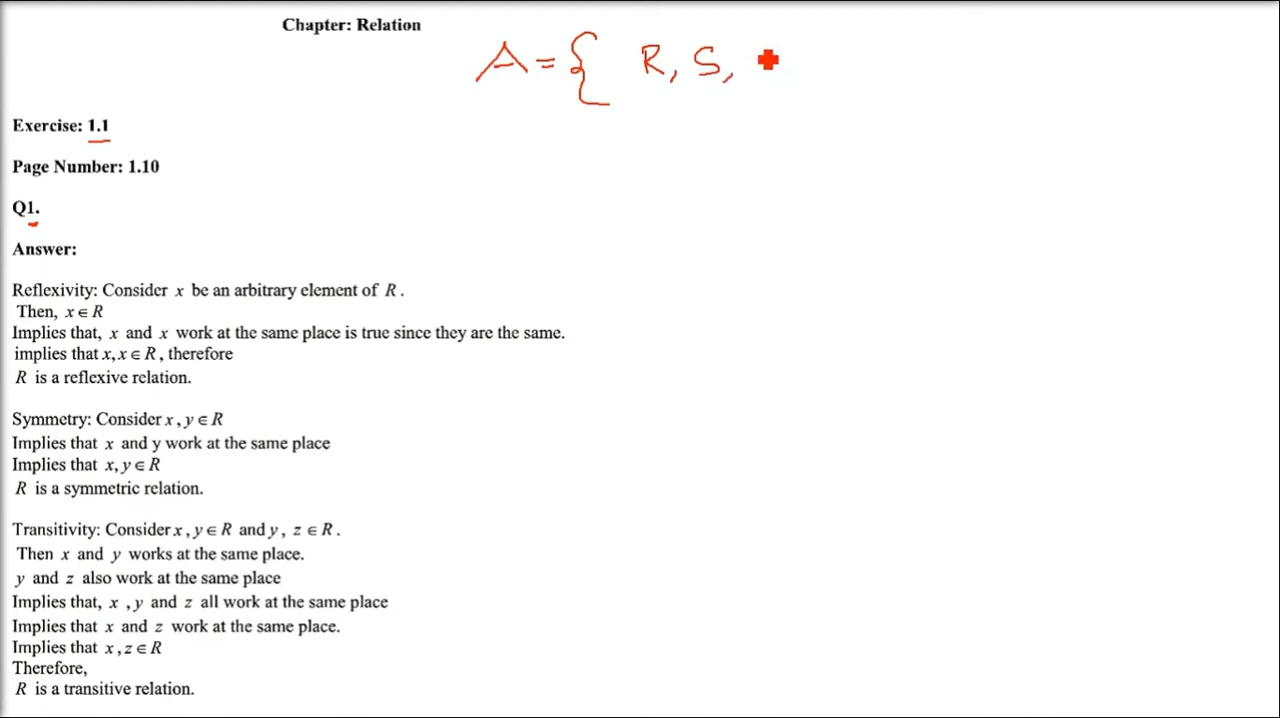 Chapter: Relation
A = { R, S,
Exercise: 1.1
Page Number: 1.10
Q1.
Answer:
Reflexivity: Consider x be an arbitrary element of R.
Then, x ∈ R
Implies that, x and x work at the same place is true since they are the same.
implies that x, x ∈ R, therefore
R is a reflexive relation.
Symmetry: Consider x, y ∈ R
Implies that x and y work at the same place
Implies that x, y ∈ R
R is a symmetric relation.
Transitivity: Consider x, y ∈ R and y, z ∈ R.
Then x and y works at the same place.
y and z also work at the same place
Implies that, x, y and z all work at the same place
Implies that x and z work at the same place.
Implies that x, z ∈ R
Therefore,
R is a transitive relation.